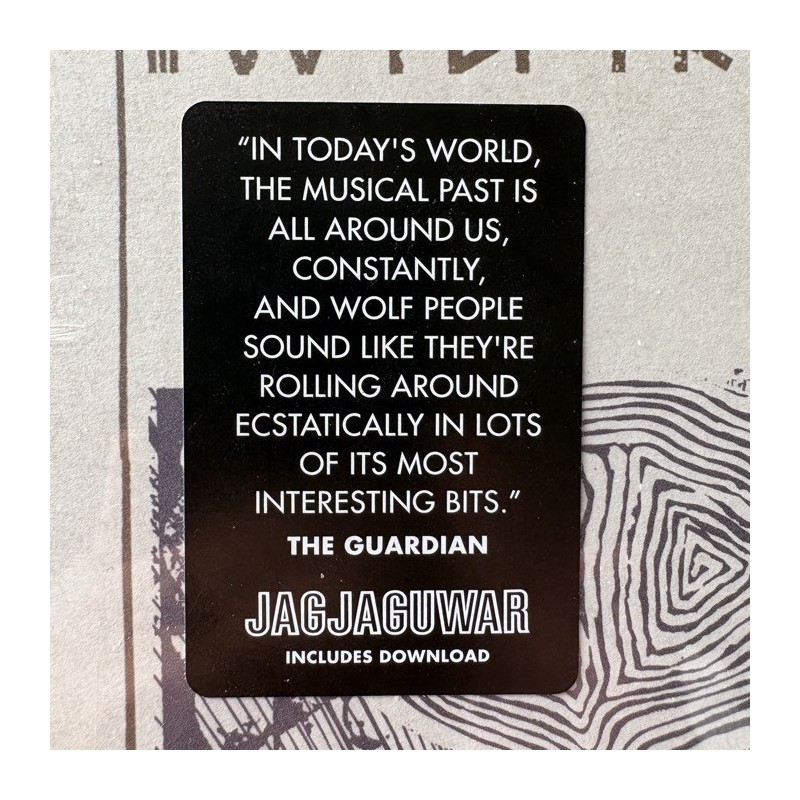 “IN TODAY'S WORLD,
THE MUSICAL PAST IS
ALL AROUND US,
CONSTANTLY,
AND WOLF PEOPLE
SOUND LIKE THEY'RE
ROLLING AROUND
ECSTATICALLY IN LOTS
OF ITS MOST
INTERESTING BITS.”
THE GUARDIAN
JAGJAGUWAR
INCLUDES DOWNLOAD